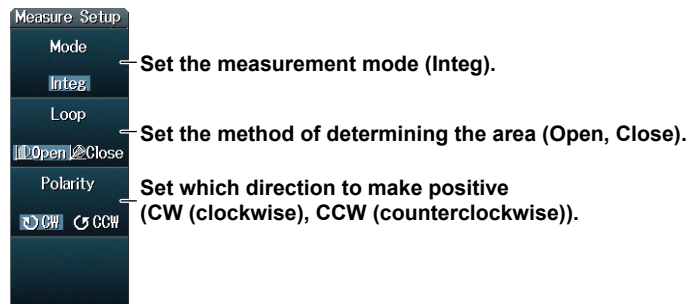 Measure Setup
Mode
Integ
Set the measurement mode (Integ).
Loop
Open Close
Set the method of determining the area (Open, Close).
Polarity
CW CCW
Set which direction to make positive
(CW (clockwise), CCW (counterclockwise)).